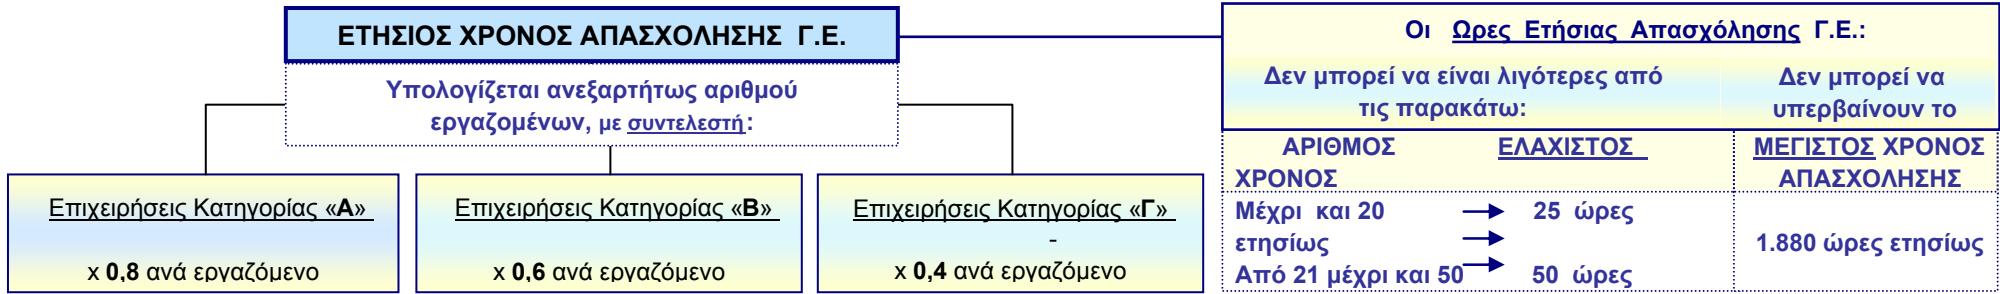 ΕΤΗΣΙΟΣ ΧΡΟΝΟΣ ΑΠΑΣΧΟΛΗΣΗΣ Γ.Ε.
Υπολογίζεται ανεξαρτήτως αριθμού
εργαζομένων, με συντελεστή:
Επιχειρήσεις Κατηγορίας «Α»
x 0,8 ανά εργαζόμενο
Επιχειρήσεις Κατηγορίας «Β»
x 0,6 ανά εργαζόμενο
Επιχειρήσεις Κατηγορίας «Γ»
-
x 0,4 ανά εργαζόμενο
Οι Ωρες Ετήσιας Απασχόλησης Γ.Ε.:
Δεν μπορεί να είναι λιγότερες από
τις παρακάτω:
Δεν μπορεί να
υπερβαίνουν το
ΑΡΙΘΜΟΣ ΕΛΑΧΙΣΤΟΣ
ΧΡΟΝΟΣ
ΜΕΓΙΣΤΟΣ ΧΡΟΝΟΣ
ΑΠΑΣΧΟΛΗΣΗΣ
Μέχρι και 20 25 ώρες
ετησίως
Από 21 μέχρι και 50 50 ώρες
1.880 ώρες ετησίως